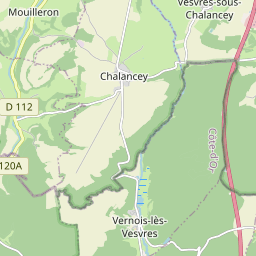 Mouilleron
Vesvres-sous-
Chalancey
Chalancey
D 112
Côte-d'Or
120A
Vernois-lès-
Vesvres